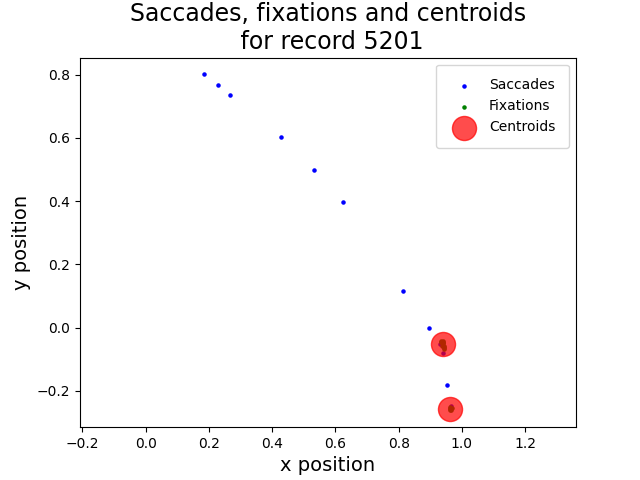 Saccades, fixations and centroids
for record 5201
Saccades
Fixations
Centroids
0.8
0.6
0.4
0.2
0.0
−0.2
y position
−0.2 0.0 0.2 0.4 0.6 0.8 1.0 1.2
x position